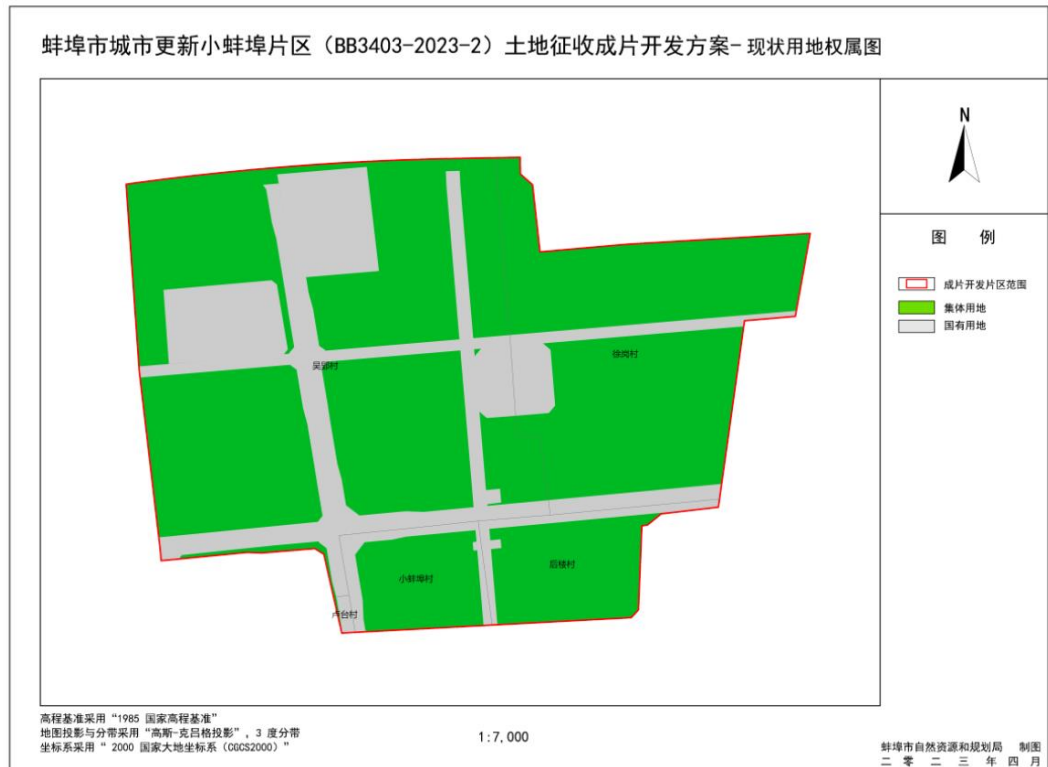 蚌埠市城市更新小蚌埠片区（BB3403-2023-2）土地征收成片开发方案-现状用地权属图
N
图 例
成片开发片区范围
集体用地
国有用地
徐岗村
吴郢村
后楼村
小蚌埠村
卢台村
高程基准采用“1985 国家高程基准”
地图投影与分带采用“高斯-克吕格投影”，3 度分带
坐标系采用“ 2000 国家大地坐标系（CGCS2000）”
1:7,000
蚌埠市自然资源和规划局 制图
二 零 二 三 年 四 月